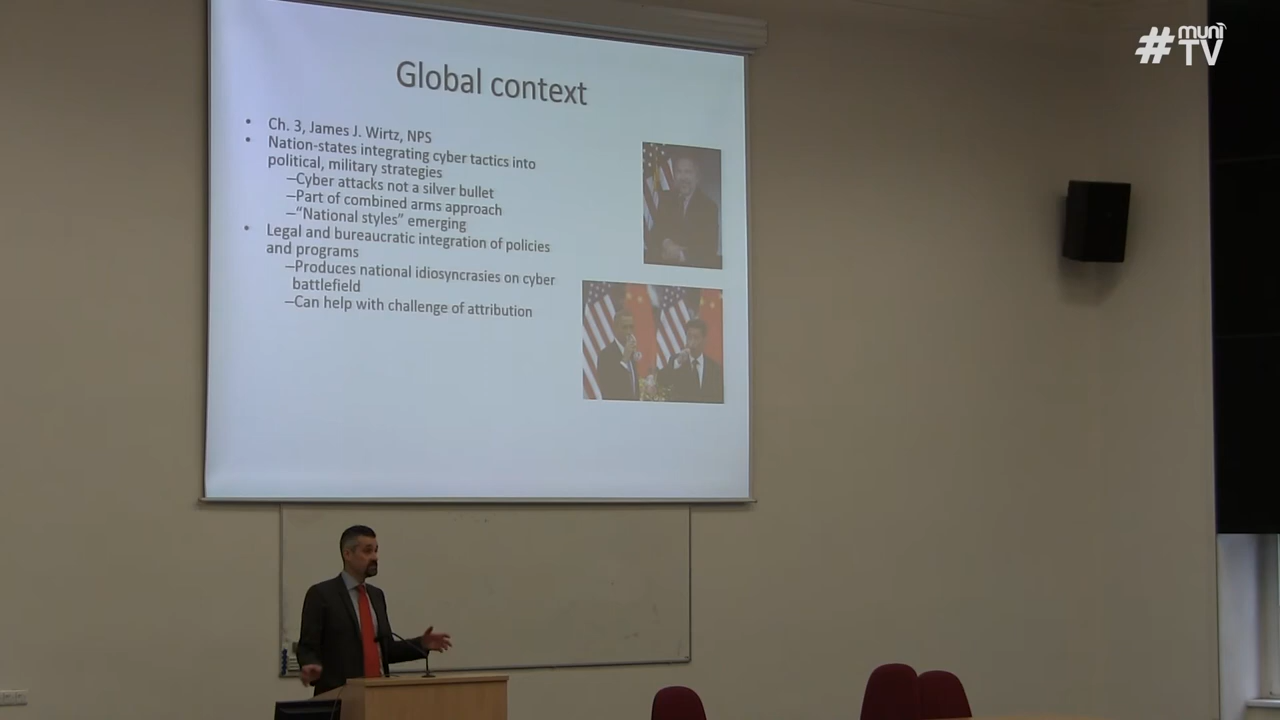 #muni TV
Global context
• Ch. 3, James J. Wirtz, NPS
• Nation-states integrating cyber tactics into
political, military strategies
–Cyber attacks not a silver bullet
–Part of combined arms approach
–“National styles” emerging
• Legal and bureaucratic integration of policies
and programs
–Produces national idiosyncrasies on cyber
battlefield
–Can help with challenge of attribution